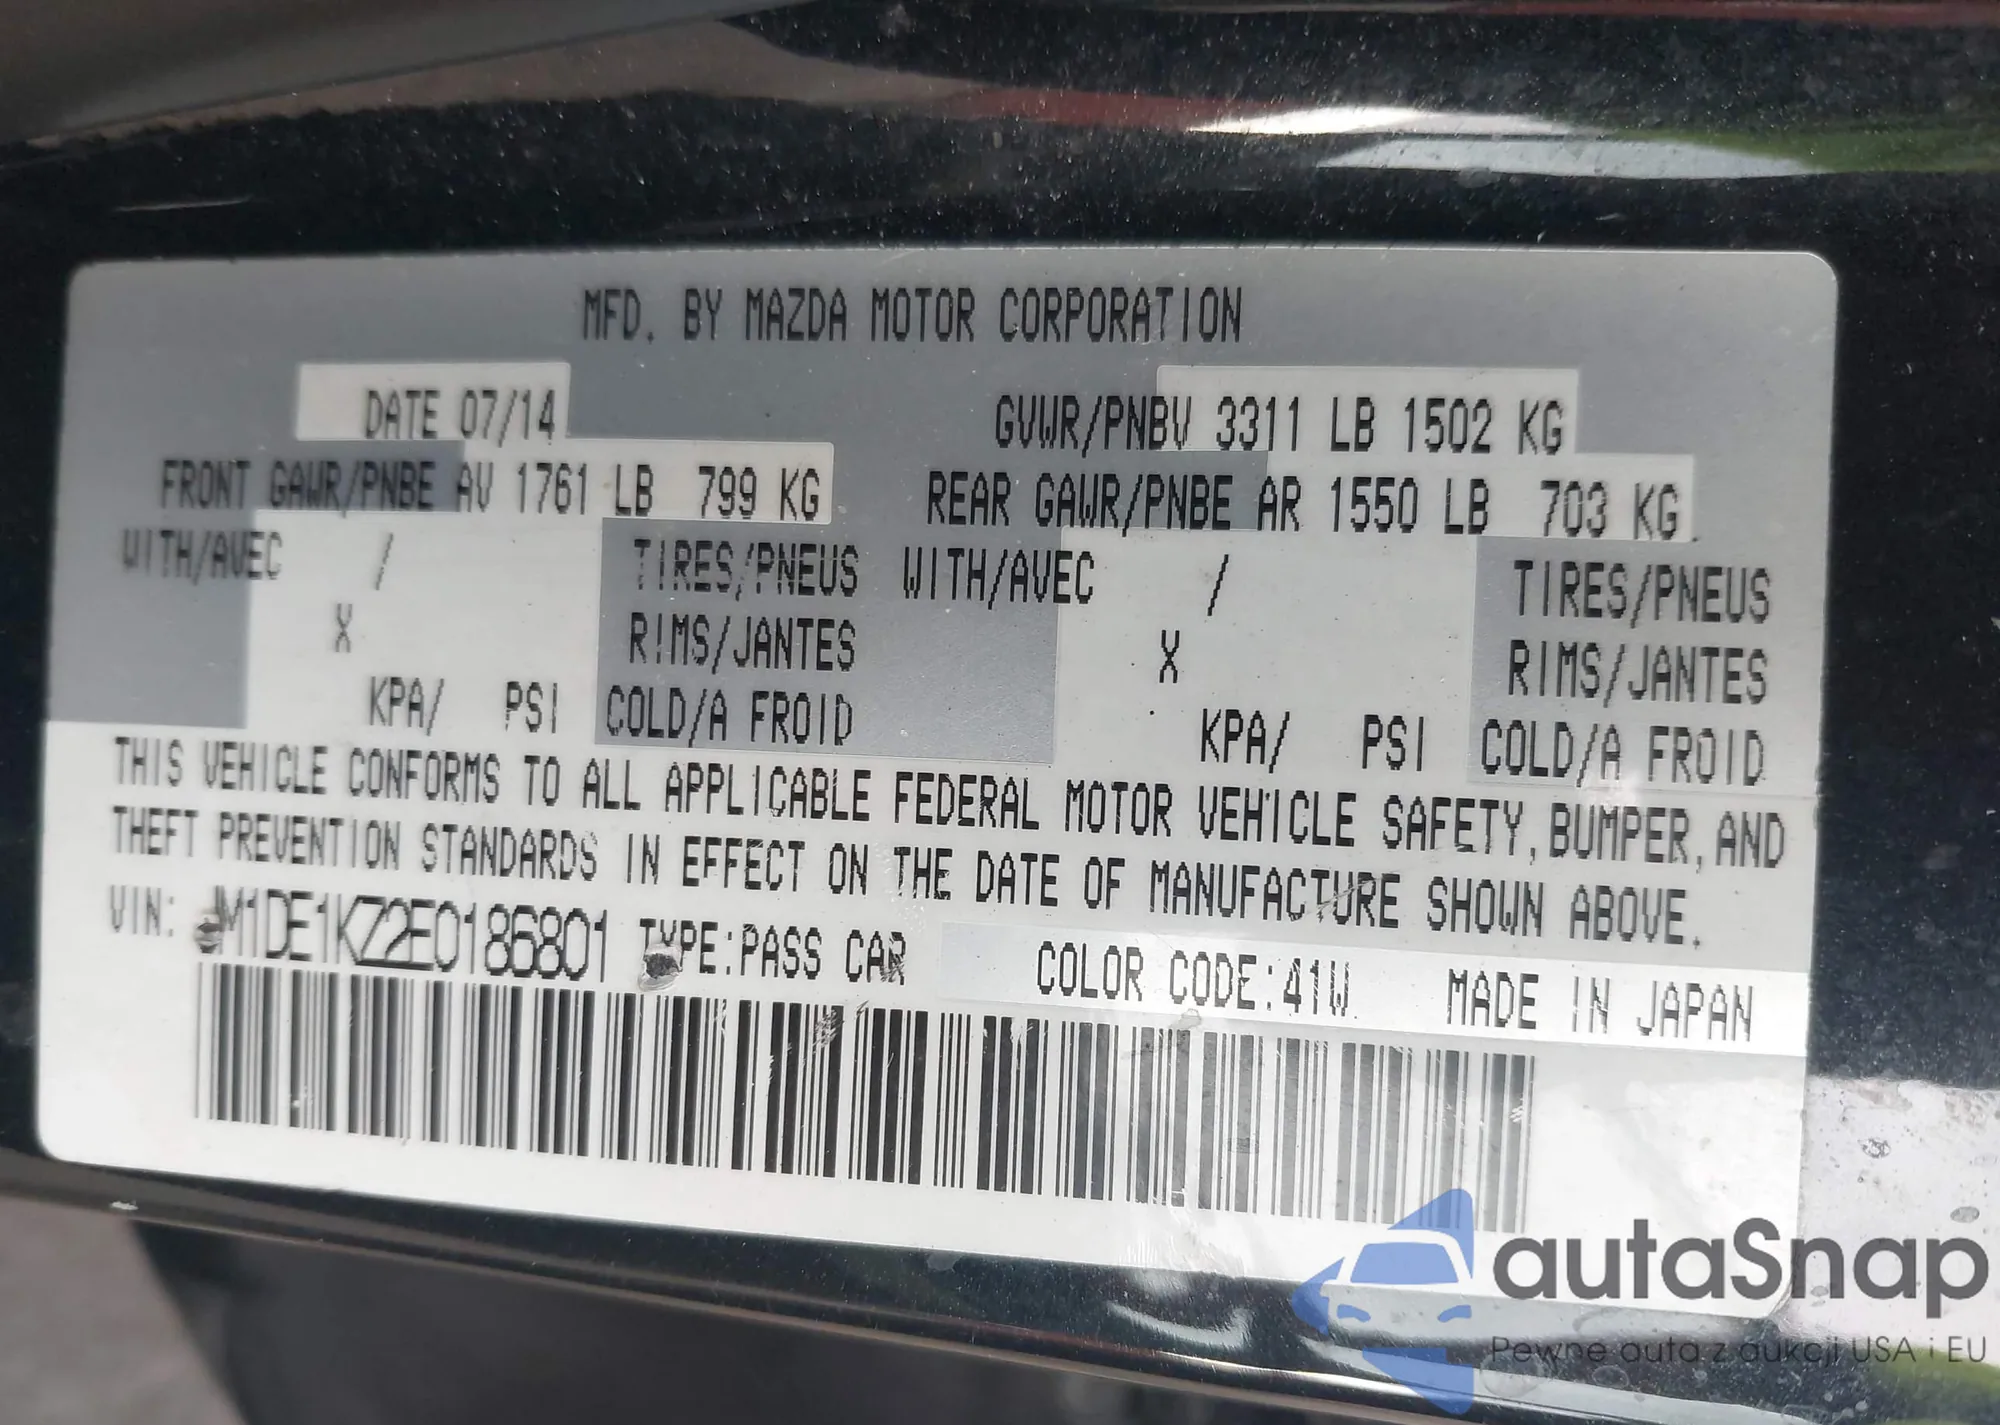 MFD. BY MAZDA MOTOR CORPORATION
DATE 07/14 GVWR/PNBV 3311 LB 1502 KG
FRONT GAWR/PNBE AV 1761 LB 799 KG REAR GAWR/PNBE AR 1550 LB 703 KG.
WITH/AVEC / TIRES/PNEUS WITH/AVEC / TIRES/PNEUS
X RIMS/JANTES X RIMS/JANTES
KPA/ PSI COLD/A FROID KPA/ PSI COLD/A FROID
THIS VEHICLE CONFORMS TO ALL APPLICABLE FEDERAL MOTOR VEHICLE SAFETY, BUMPER, AND
THEFT PREVENTION STANDARDS IN EFFECT ON THE DATE OF MANUFACTURE SHOWN ABOVE.
VIN: JM1DE1KZ2E0186801 TYPE:PASS CAR COLOR CODE:41W MADE IN JAPAN
autaSnap
Pewne auta z aukcji USA i EU